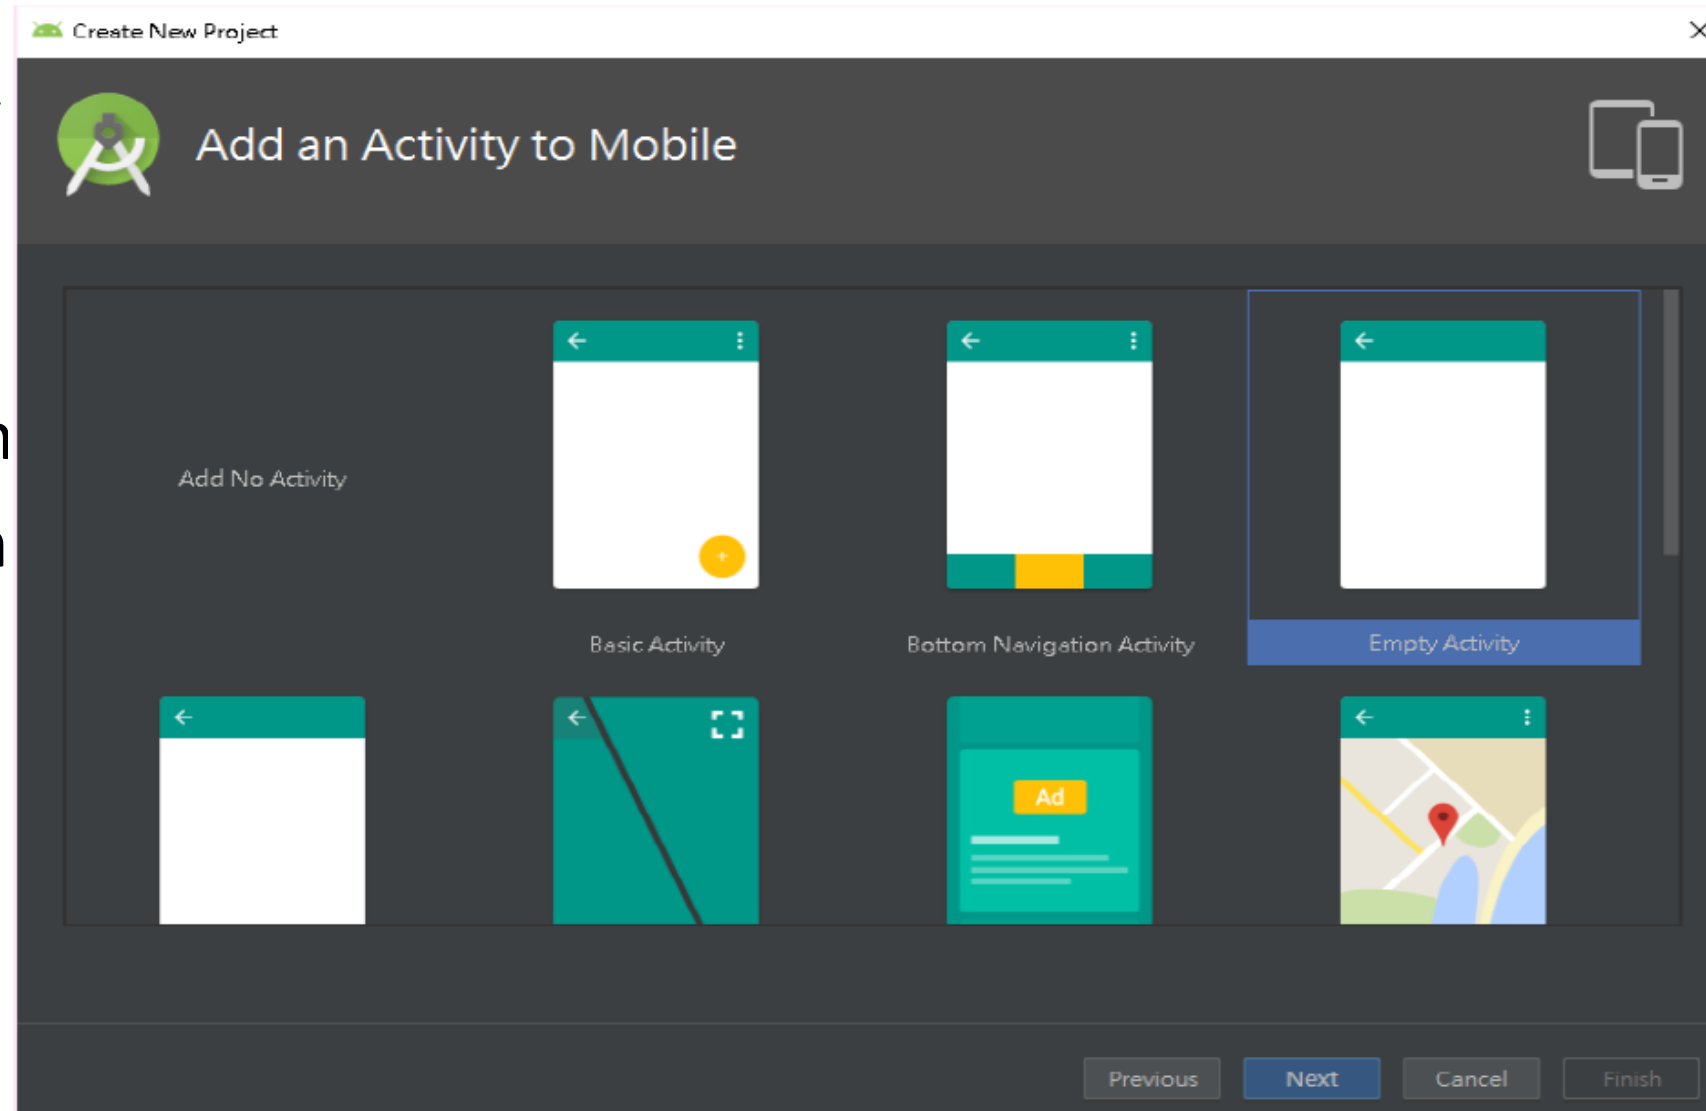 Create New Project
Add an Activity to Mobile
Add No Activity
Basic Activity
Bottom Navigation Activity
Empty Activity
Ad
Previous
Next
Cancel
Finish